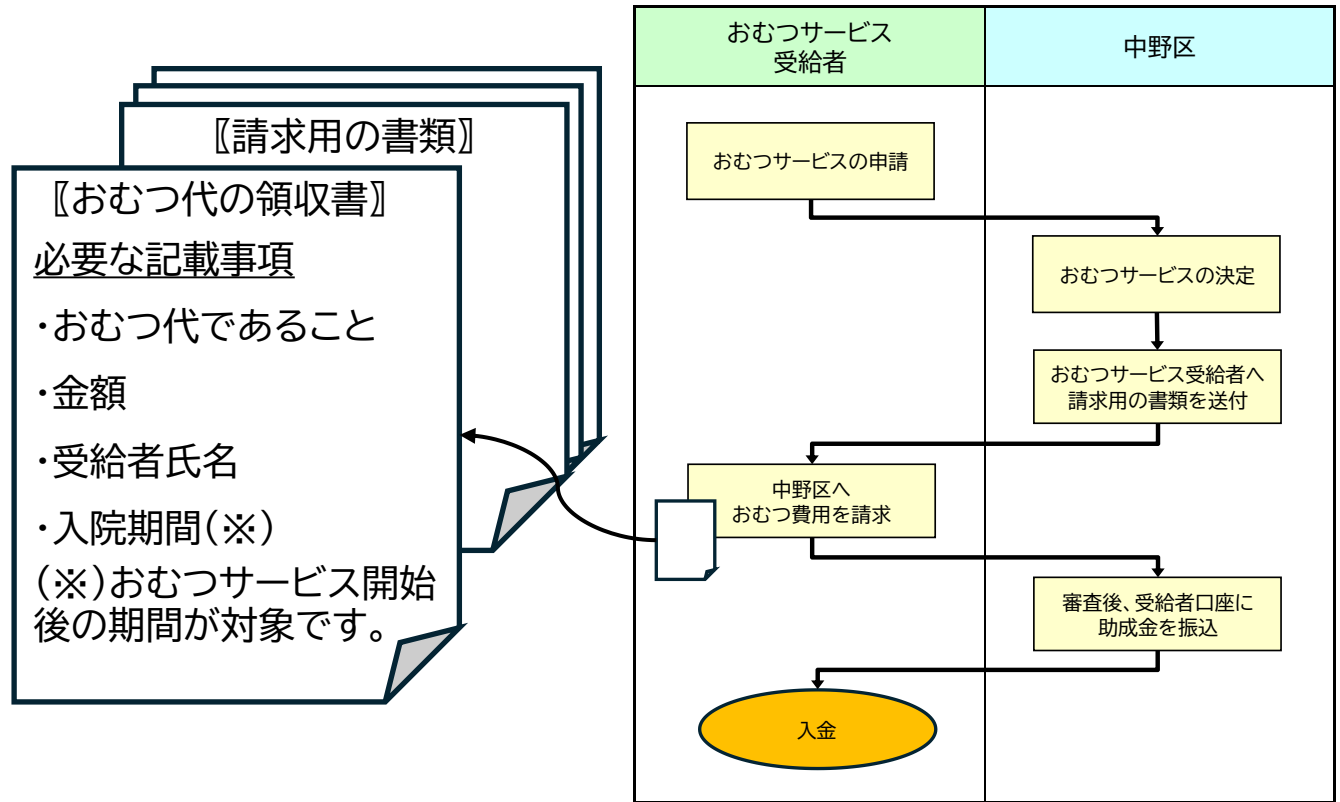 〖請求用の書類〗
〖おむつ代の領収書〗
必要な記載事項
・おむつ代であること
・金額
・受給者氏名
・入院期間(※)
(※)おむつサービス開始
後の期間が対象です。
おむつサービス
受給者
中野区
おむつサービスの申請
おむつサービスの決定
おむつサービス受給者へ
請求用の書類を送付
中野区へ
おむつ費用を請求
審査後、受給者口座に
助成金を振込
入金